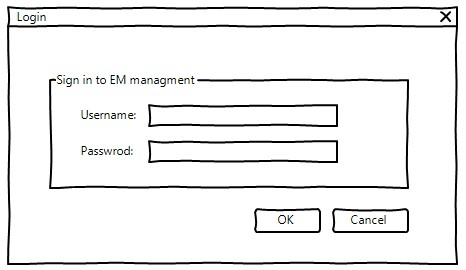 Login
Sign in to EM managment
Username:
Passwrod:
OK
Cancel